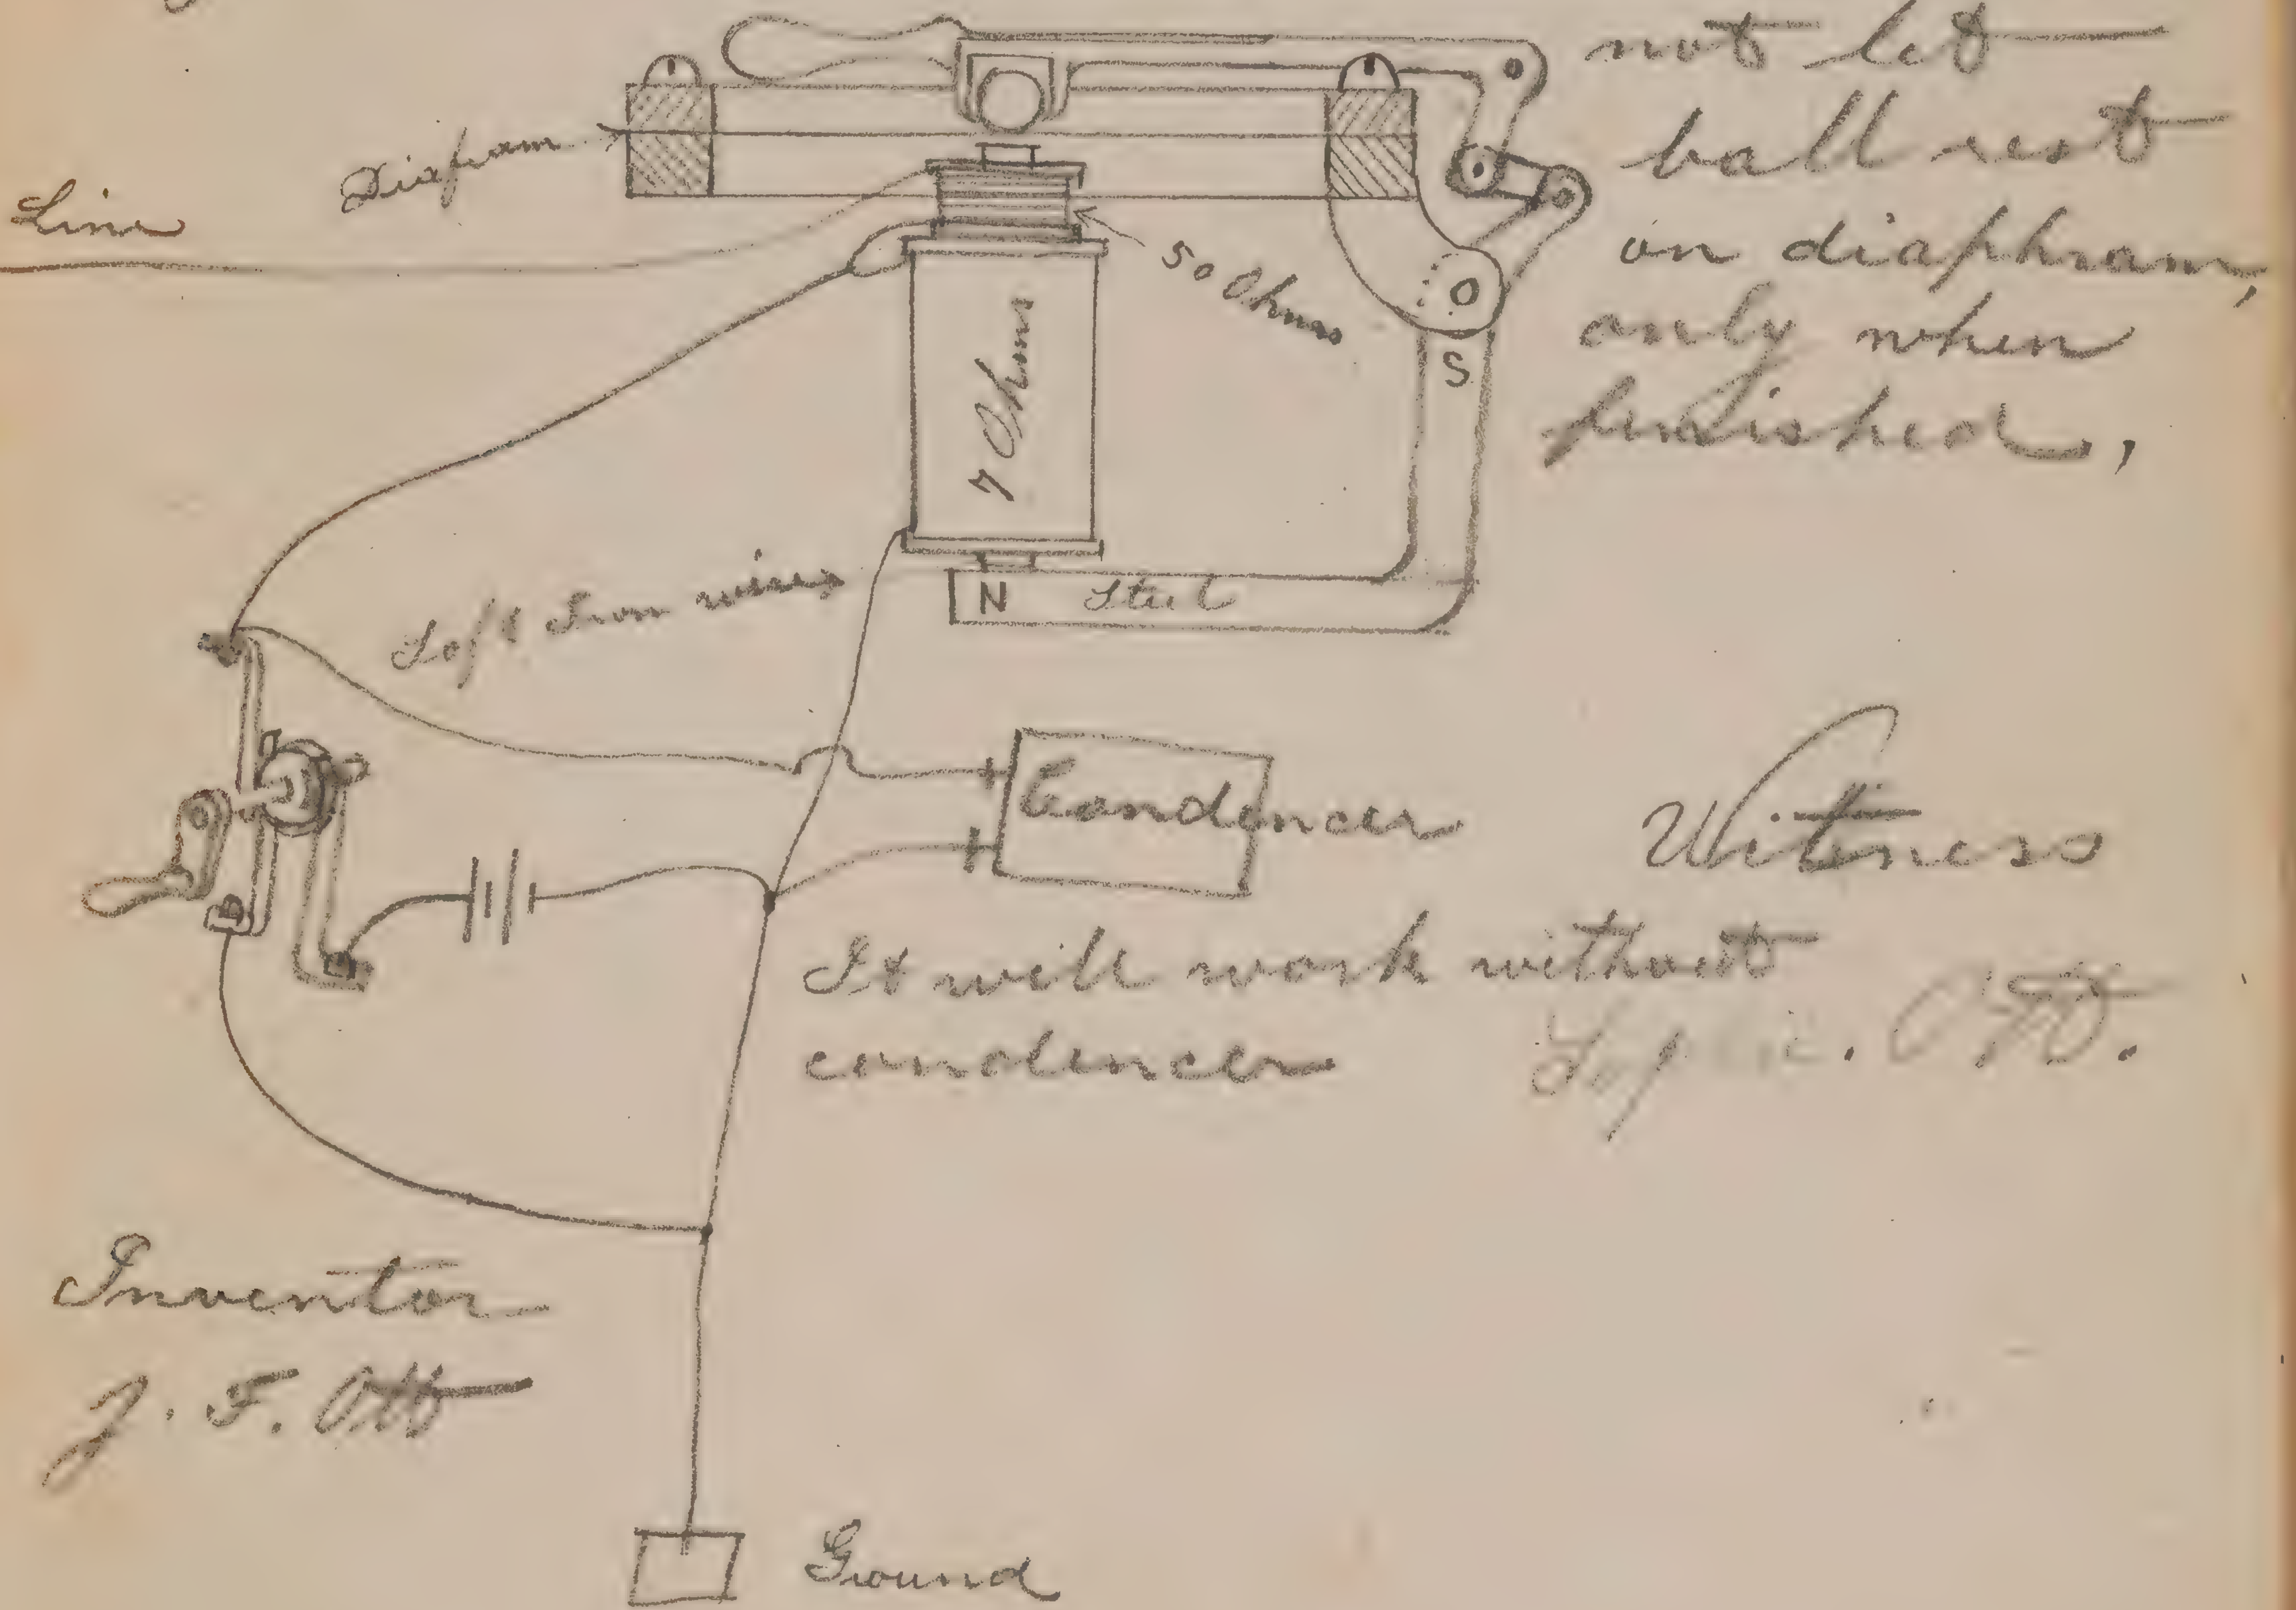 not let
ball rest
on diaphram,
only when
finished,
Diafram
Line
50 Ohms
7 Ohms
S
N Steel
Soft Iron wires
Condencer
Witness
It will work without
condencer
Ott.
Inventor
J. F. Ott
Ground